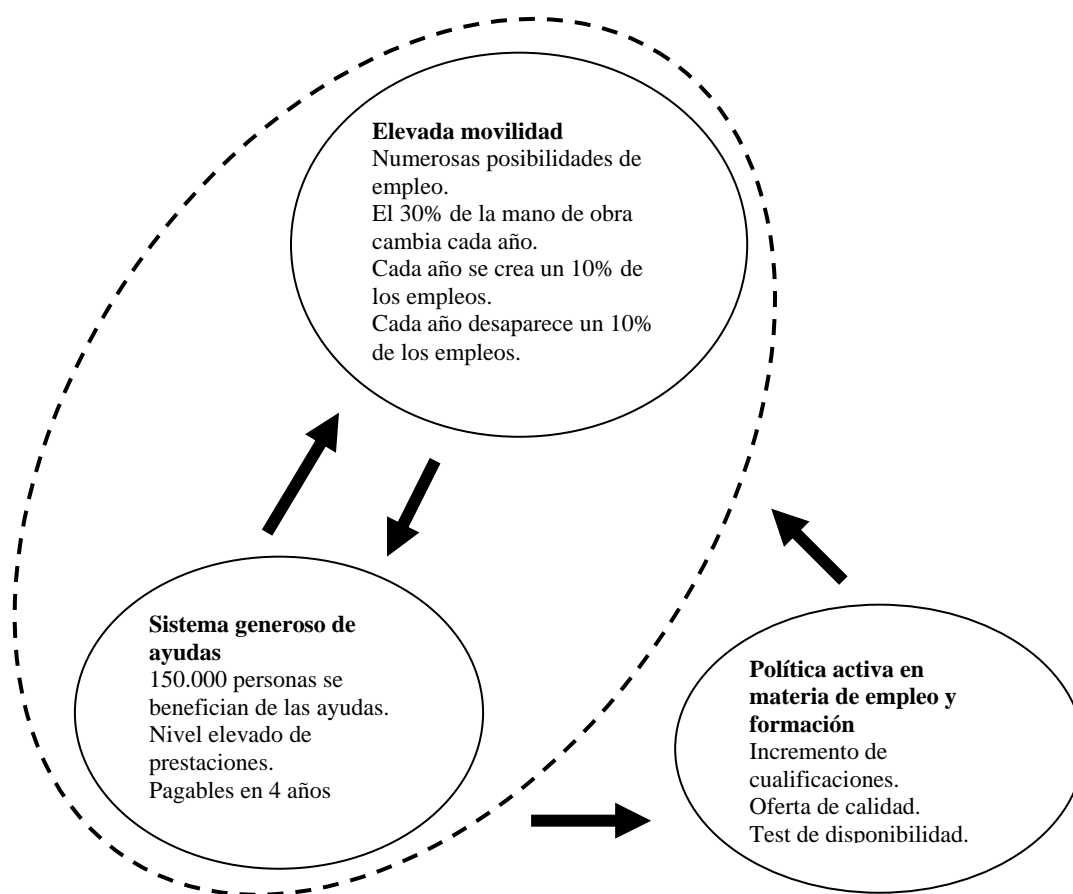 Elevada movilidad
Numerosas posibilidades de
empleo.
El 30% de la mano de obra
cambia cada año.
Cada año se crea un 10% de
los empleos.
Cada año desaparece un 10%
de los empleos.
Sistema generoso de
ayudas
150.000 personas se
benefician de las ayudas.
Nivel elevado de
prestaciones.
Pagables en 4 años
Política activa en
materia de empleo y
formación
Incremento de
cualificaciones.
Oferta de calidad.
Test de disponibilidad.